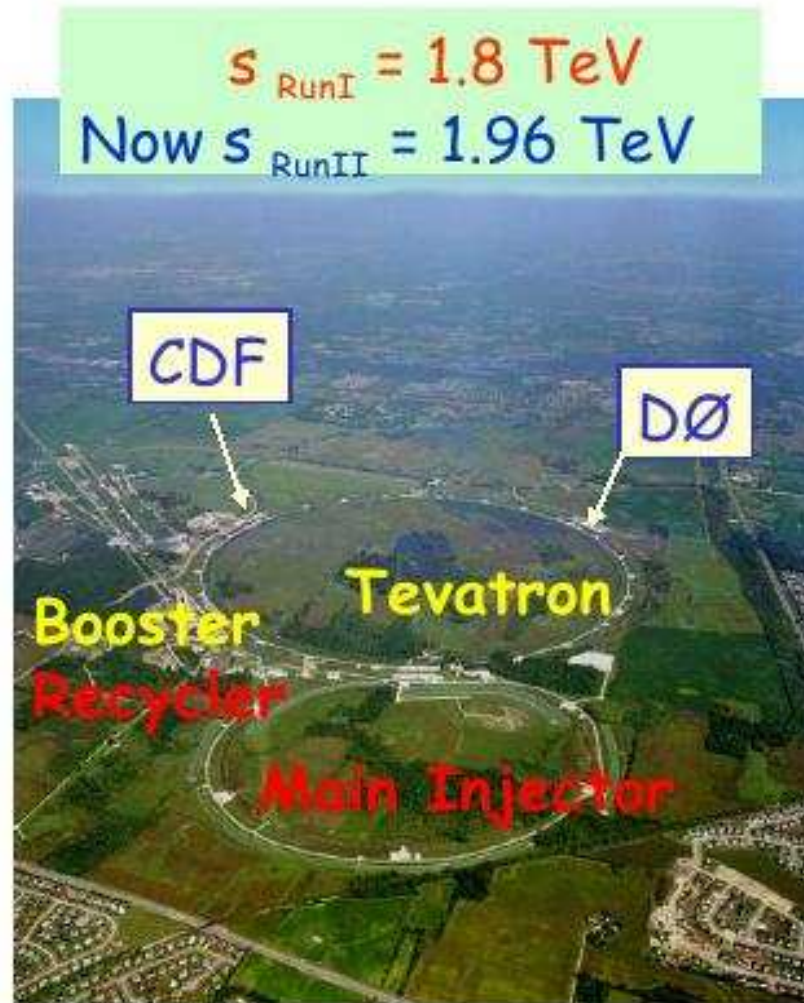 s RunI = 1.8 TeV
Now s RunII = 1.96 TeV
CDF
DØ
Tevatron
Booster
Recycler
Main Injector